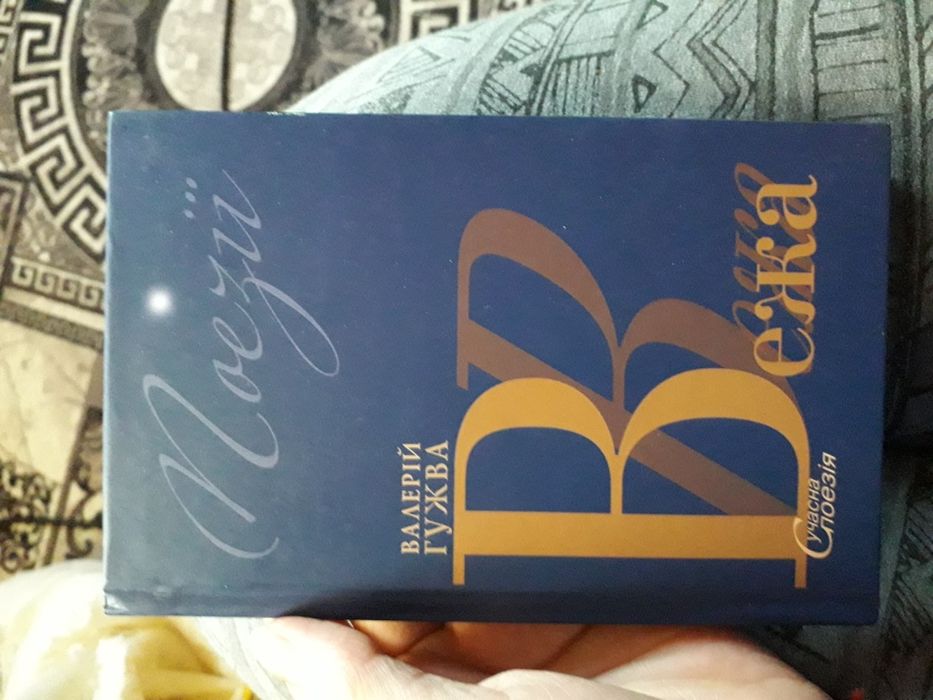 Поезії
ВАЛЕРІЙ
ГУЖВА
Вежа
Сучасна
поезія